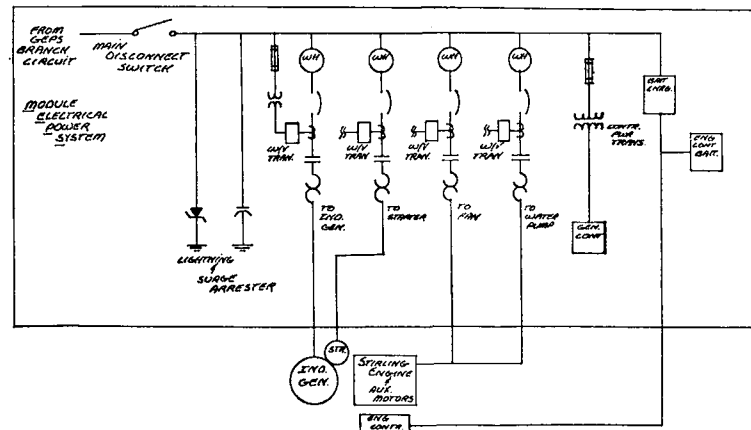 FROM
GEPS
BRANCH
CIRCUIT
MAIN
DISCONNECT
SWITCH
MODULE
ELECTRICAL
POWER
SYSTEM
WH
WH
WH
WH
W/V
TRAN.
W/V
TRAN.
W/V
TRAN.
W/V
TRAN.
CONTR.
PWR
TRANS.
BAT
CHRG.
ENG
CONT
BATT.
TO
IND.
GEN.
TO
STARTER
TO
FAN
TO
WATER
PUMP
GEN.
CONT
LIGHTNING
&
SURGE
ARRESTER
STR.
IND.
GEN.
STIRLING
ENGINE
&
AUX.
MOTORS
ENG
CONTR.